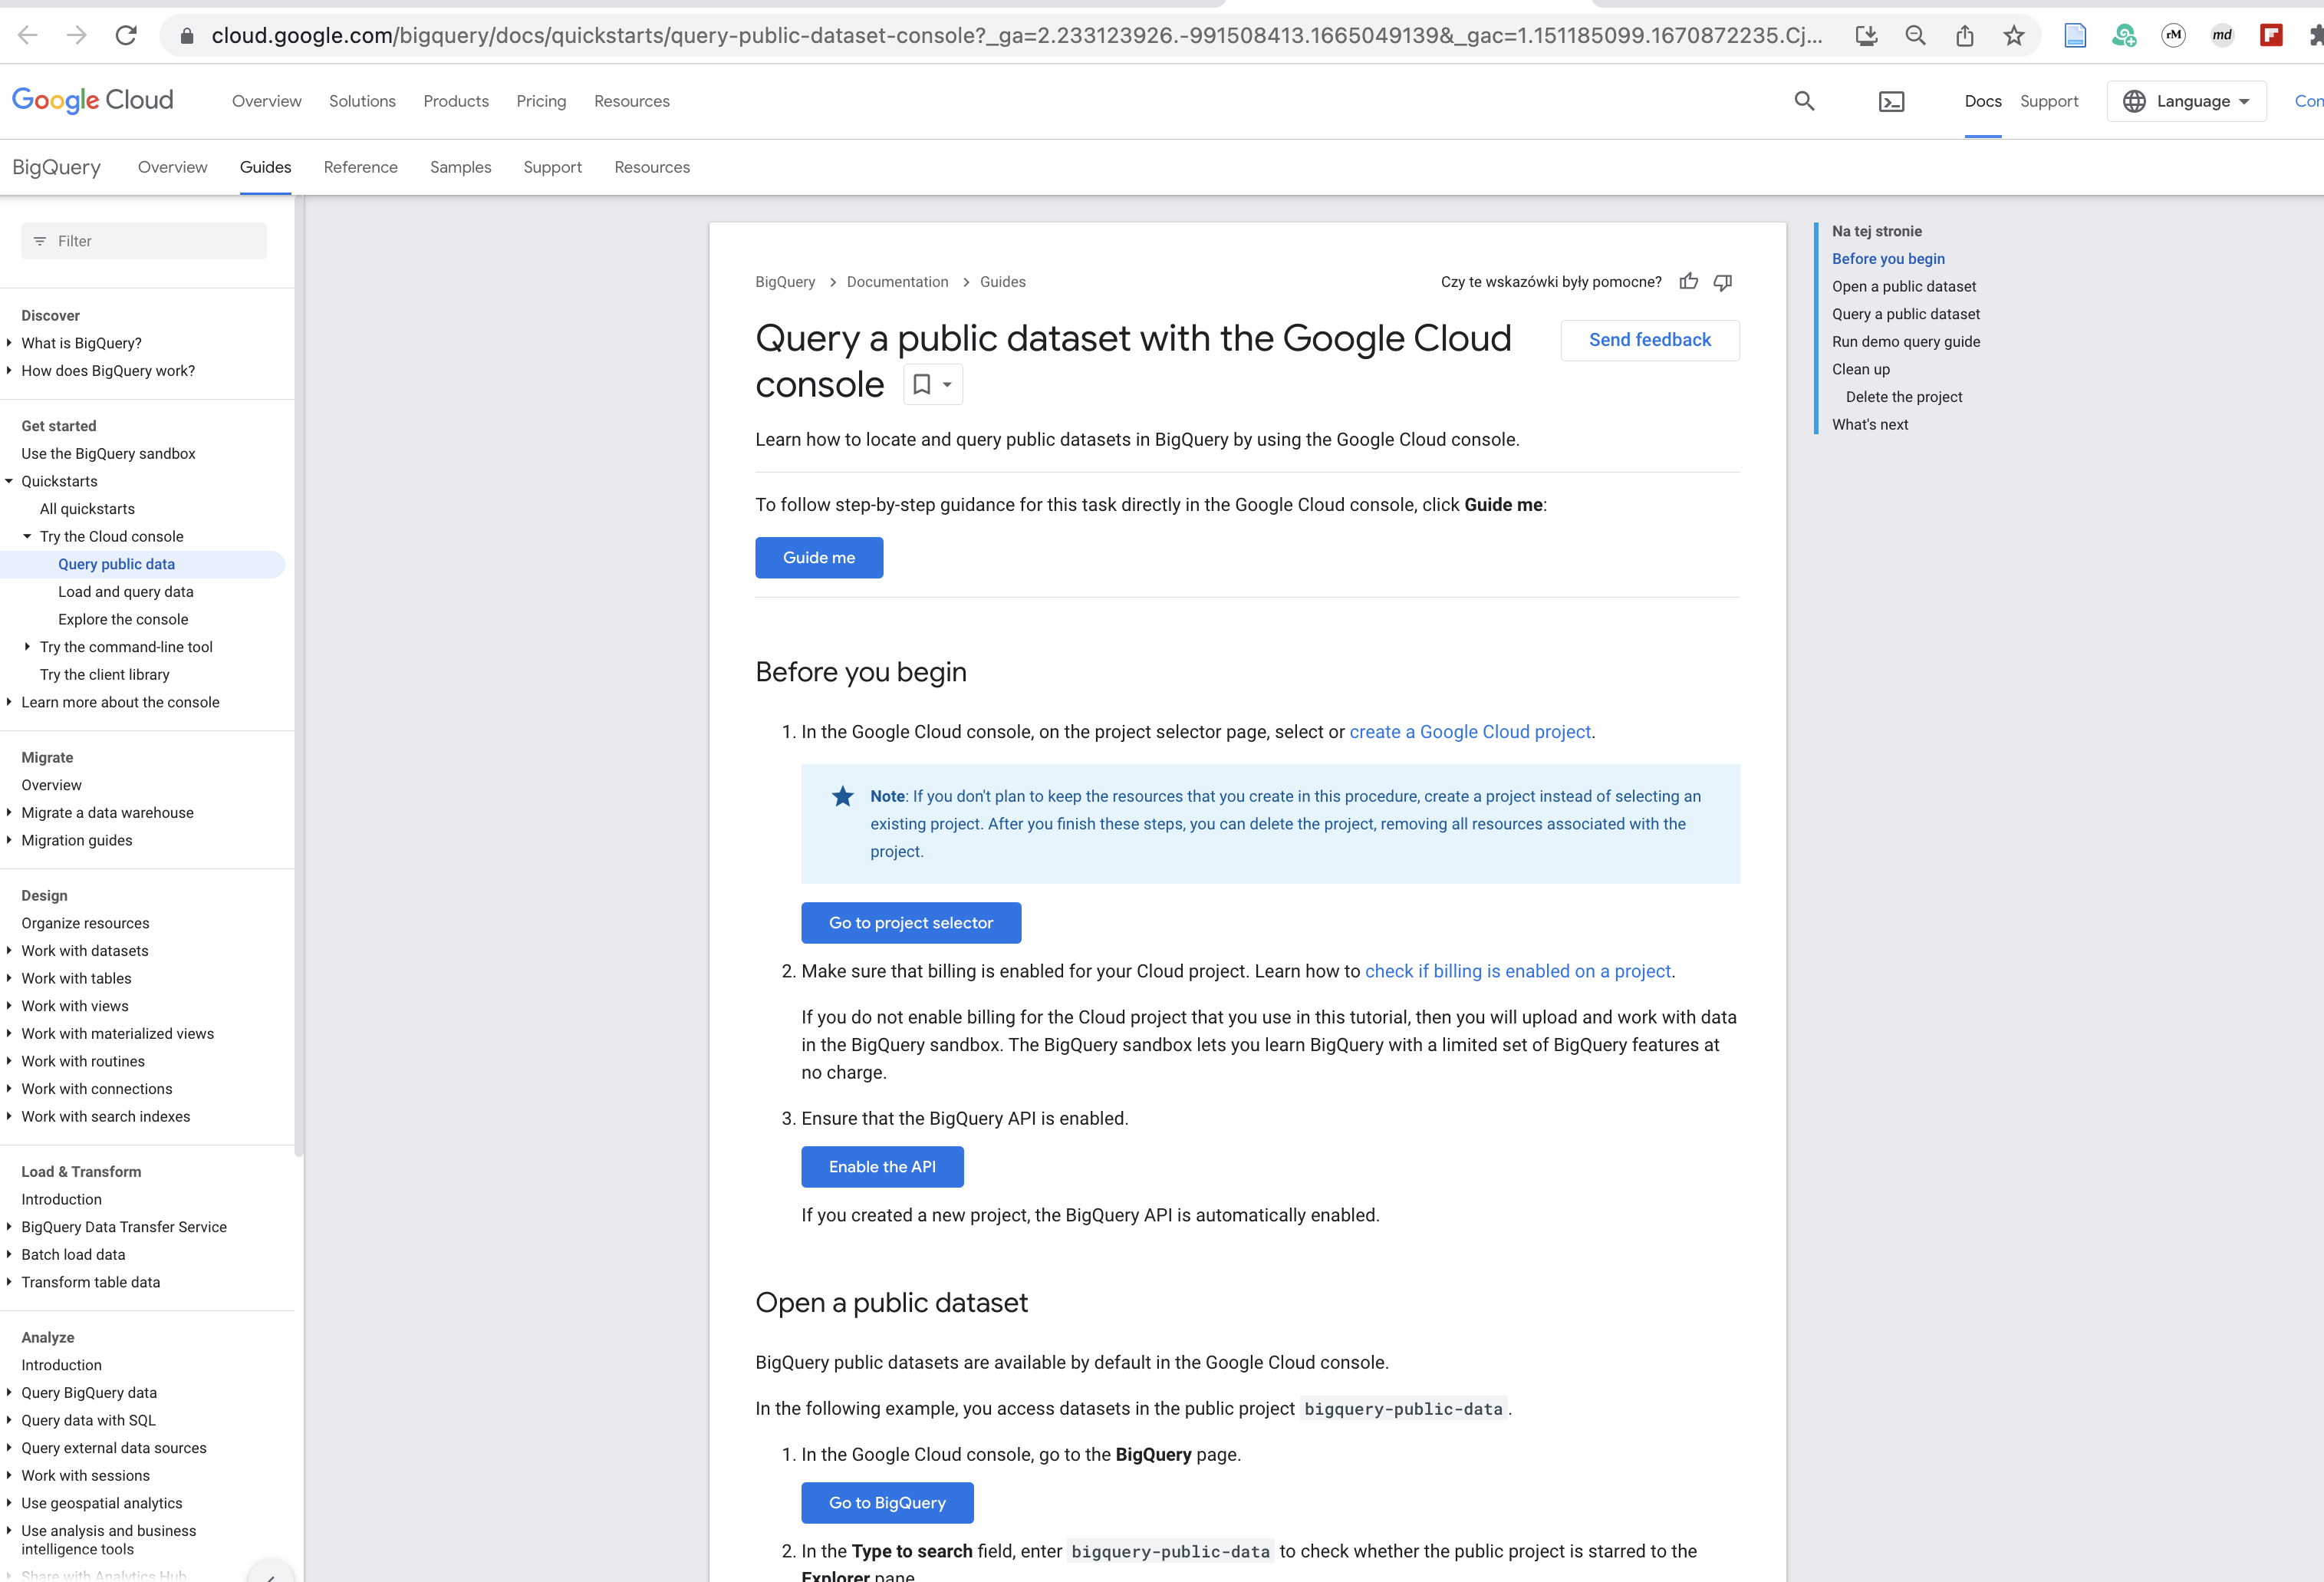 cloud.google.com/bigquery/docs/quickstarts/query-public-dataset-console?_ga=2.233123926.-991508413.1665049139&_gac=1.151185099.1670872235.Cj...
rM
md
Google Cloud
Overview
Solutions
Products
Pricing
Resources
Docs
Support
Language
Con
BigQuery
Overview
Guides
Reference
Samples
Support
Resources
Filter
Discover
What is BigQuery?
How does BigQuery work?
Get started
Use the BigQuery sandbox
Quickstarts
All quickstarts
Try the Cloud console
Query public data
Load and query data
Explore the console
Try the command-line tool
Try the client library
Learn more about the console
Migrate
Overview
Migrate a data warehouse
Migration guides
Design
Organize resources
Work with datasets
Work with tables
Work with views
Work with materialized views
Work with routines
Work with connections
Work with search indexes
Load & Transform
Introduction
BigQuery Data Transfer Service
Batch load data
Transform table data
Analyze
Introduction
Query BigQuery data
Query data with SQL
Query external data sources
Work with sessions
Use geospatial analytics
Use analysis and business
intelligence tools
Share with Analytics Hub
BigQuery > Documentation > Guides
Czy te wskazówki były pomocne?
Query a public dataset with the Google Cloud
console
Send feedback
Learn how to locate and query public datasets in BigQuery by using the Google Cloud console.
To follow step-by-step guidance for this task directly in the Google Cloud console, click Guide me:
Guide me
Before you begin
1. In the Google Cloud console, on the project selector page, select or create a Google Cloud project.
Note: If you don't plan to keep the resources that you create in this procedure, create a project instead of selecting an
existing project. After you finish these steps, you can delete the project, removing all resources associated with the
project.
Go to project selector
2. Make sure that billing is enabled for your Cloud project. Learn how to check if billing is enabled on a project.
If you do not enable billing for the Cloud project that you use in this tutorial, then you will upload and work with data
in the BigQuery sandbox. The BigQuery sandbox lets you learn BigQuery with a limited set of BigQuery features at
no charge.
3. Ensure that the BigQuery API is enabled.
Enable the API
If you created a new project, the BigQuery API is automatically enabled.
Open a public dataset
BigQuery public datasets are available by default in the Google Cloud console.
In the following example, you access datasets in the public project bigquery-public-data.
1. In the Google Cloud console, go to the BigQuery page.
Go to BigQuery
2. In the Type to search field, enter bigquery-public-data to check whether the public project is starred to the
Explorer pane
Na tej stronie
Before you begin
Open a public dataset
Query a public dataset
Run demo query guide
Clean up
Delete the project
What's next